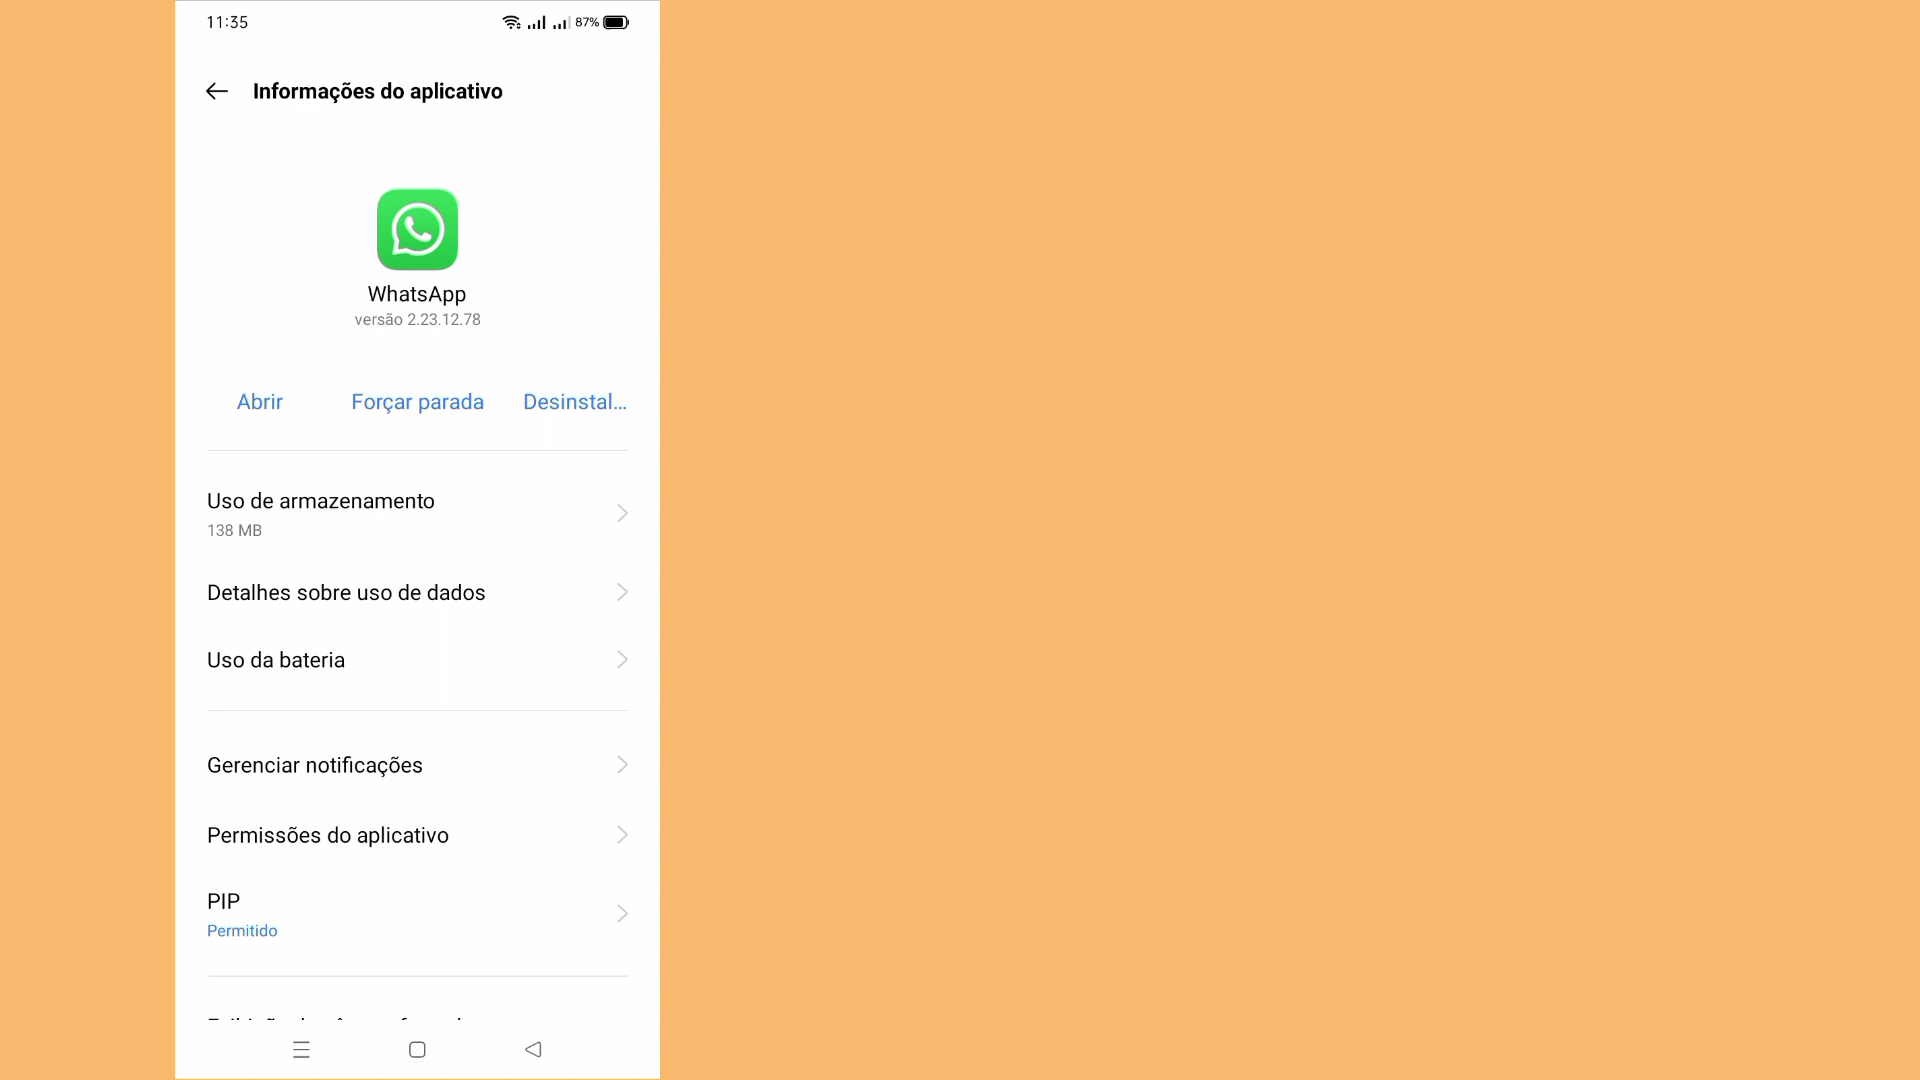 11:35
87%
Informações do aplicativo
WhatsApp
versão 2.23.12.78
Abrir Forçar parada Desinstal...
Uso de armazenamento
138 MB
Detalhes sobre uso de dados
Uso da bateria
Gerenciar notificações
Permissões do aplicativo
PIP
Permitido